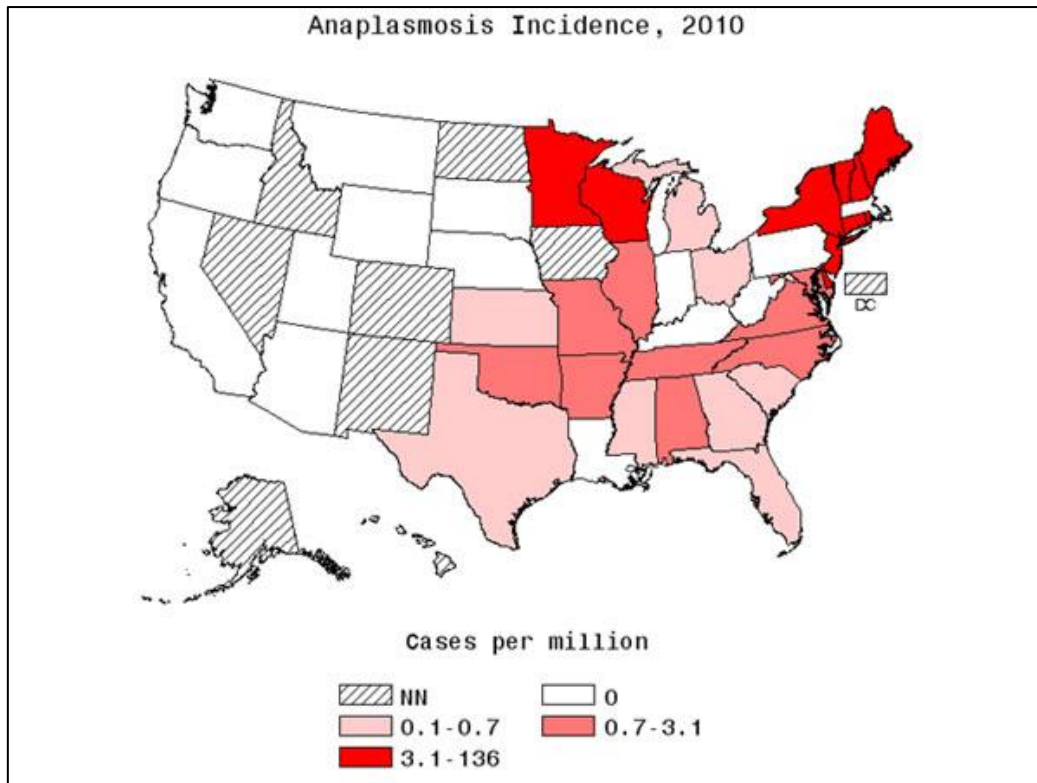 Anaplasmosis Incidence, 2010
DC
Cases per million
NN 0
0.1-0.7 0.7-3.1
3.1-136